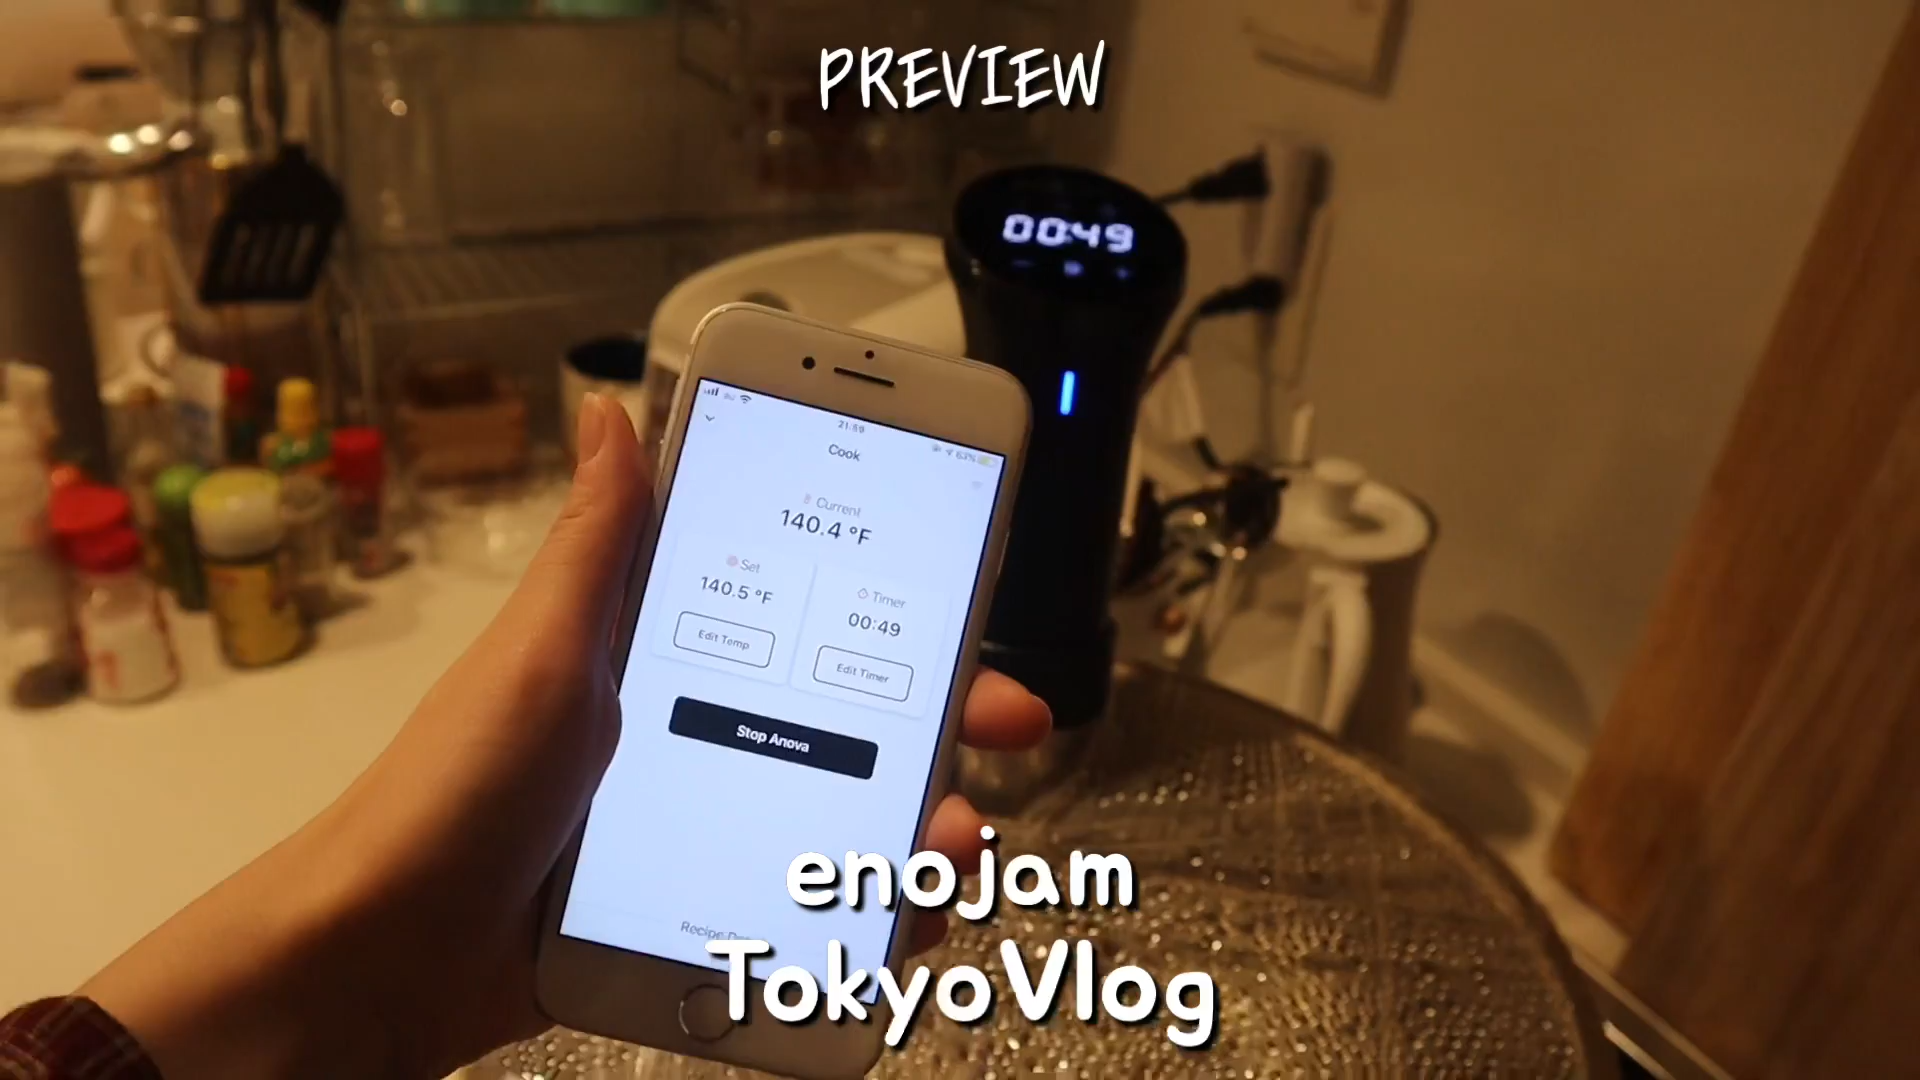 PREVIEW
00:49
21:59
63%
Cook
Current
140.4 °F
Set
140.5 °F
Edit Temp
Timer
00:49
Edit Timer
Stop Anova
enojam
TokyoVlog